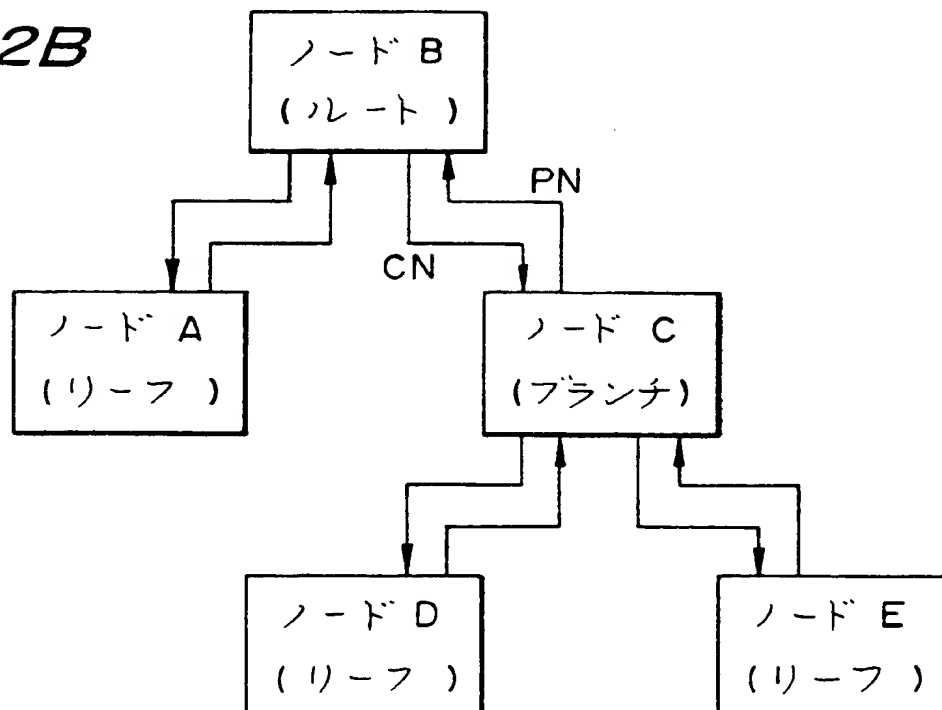 2B
ノード B
(ルート)
PN
CN
ノード A
(リーフ)
ノード C
(ブランチ)
ノード D
(リーフ)
ノード E
(リーフ)